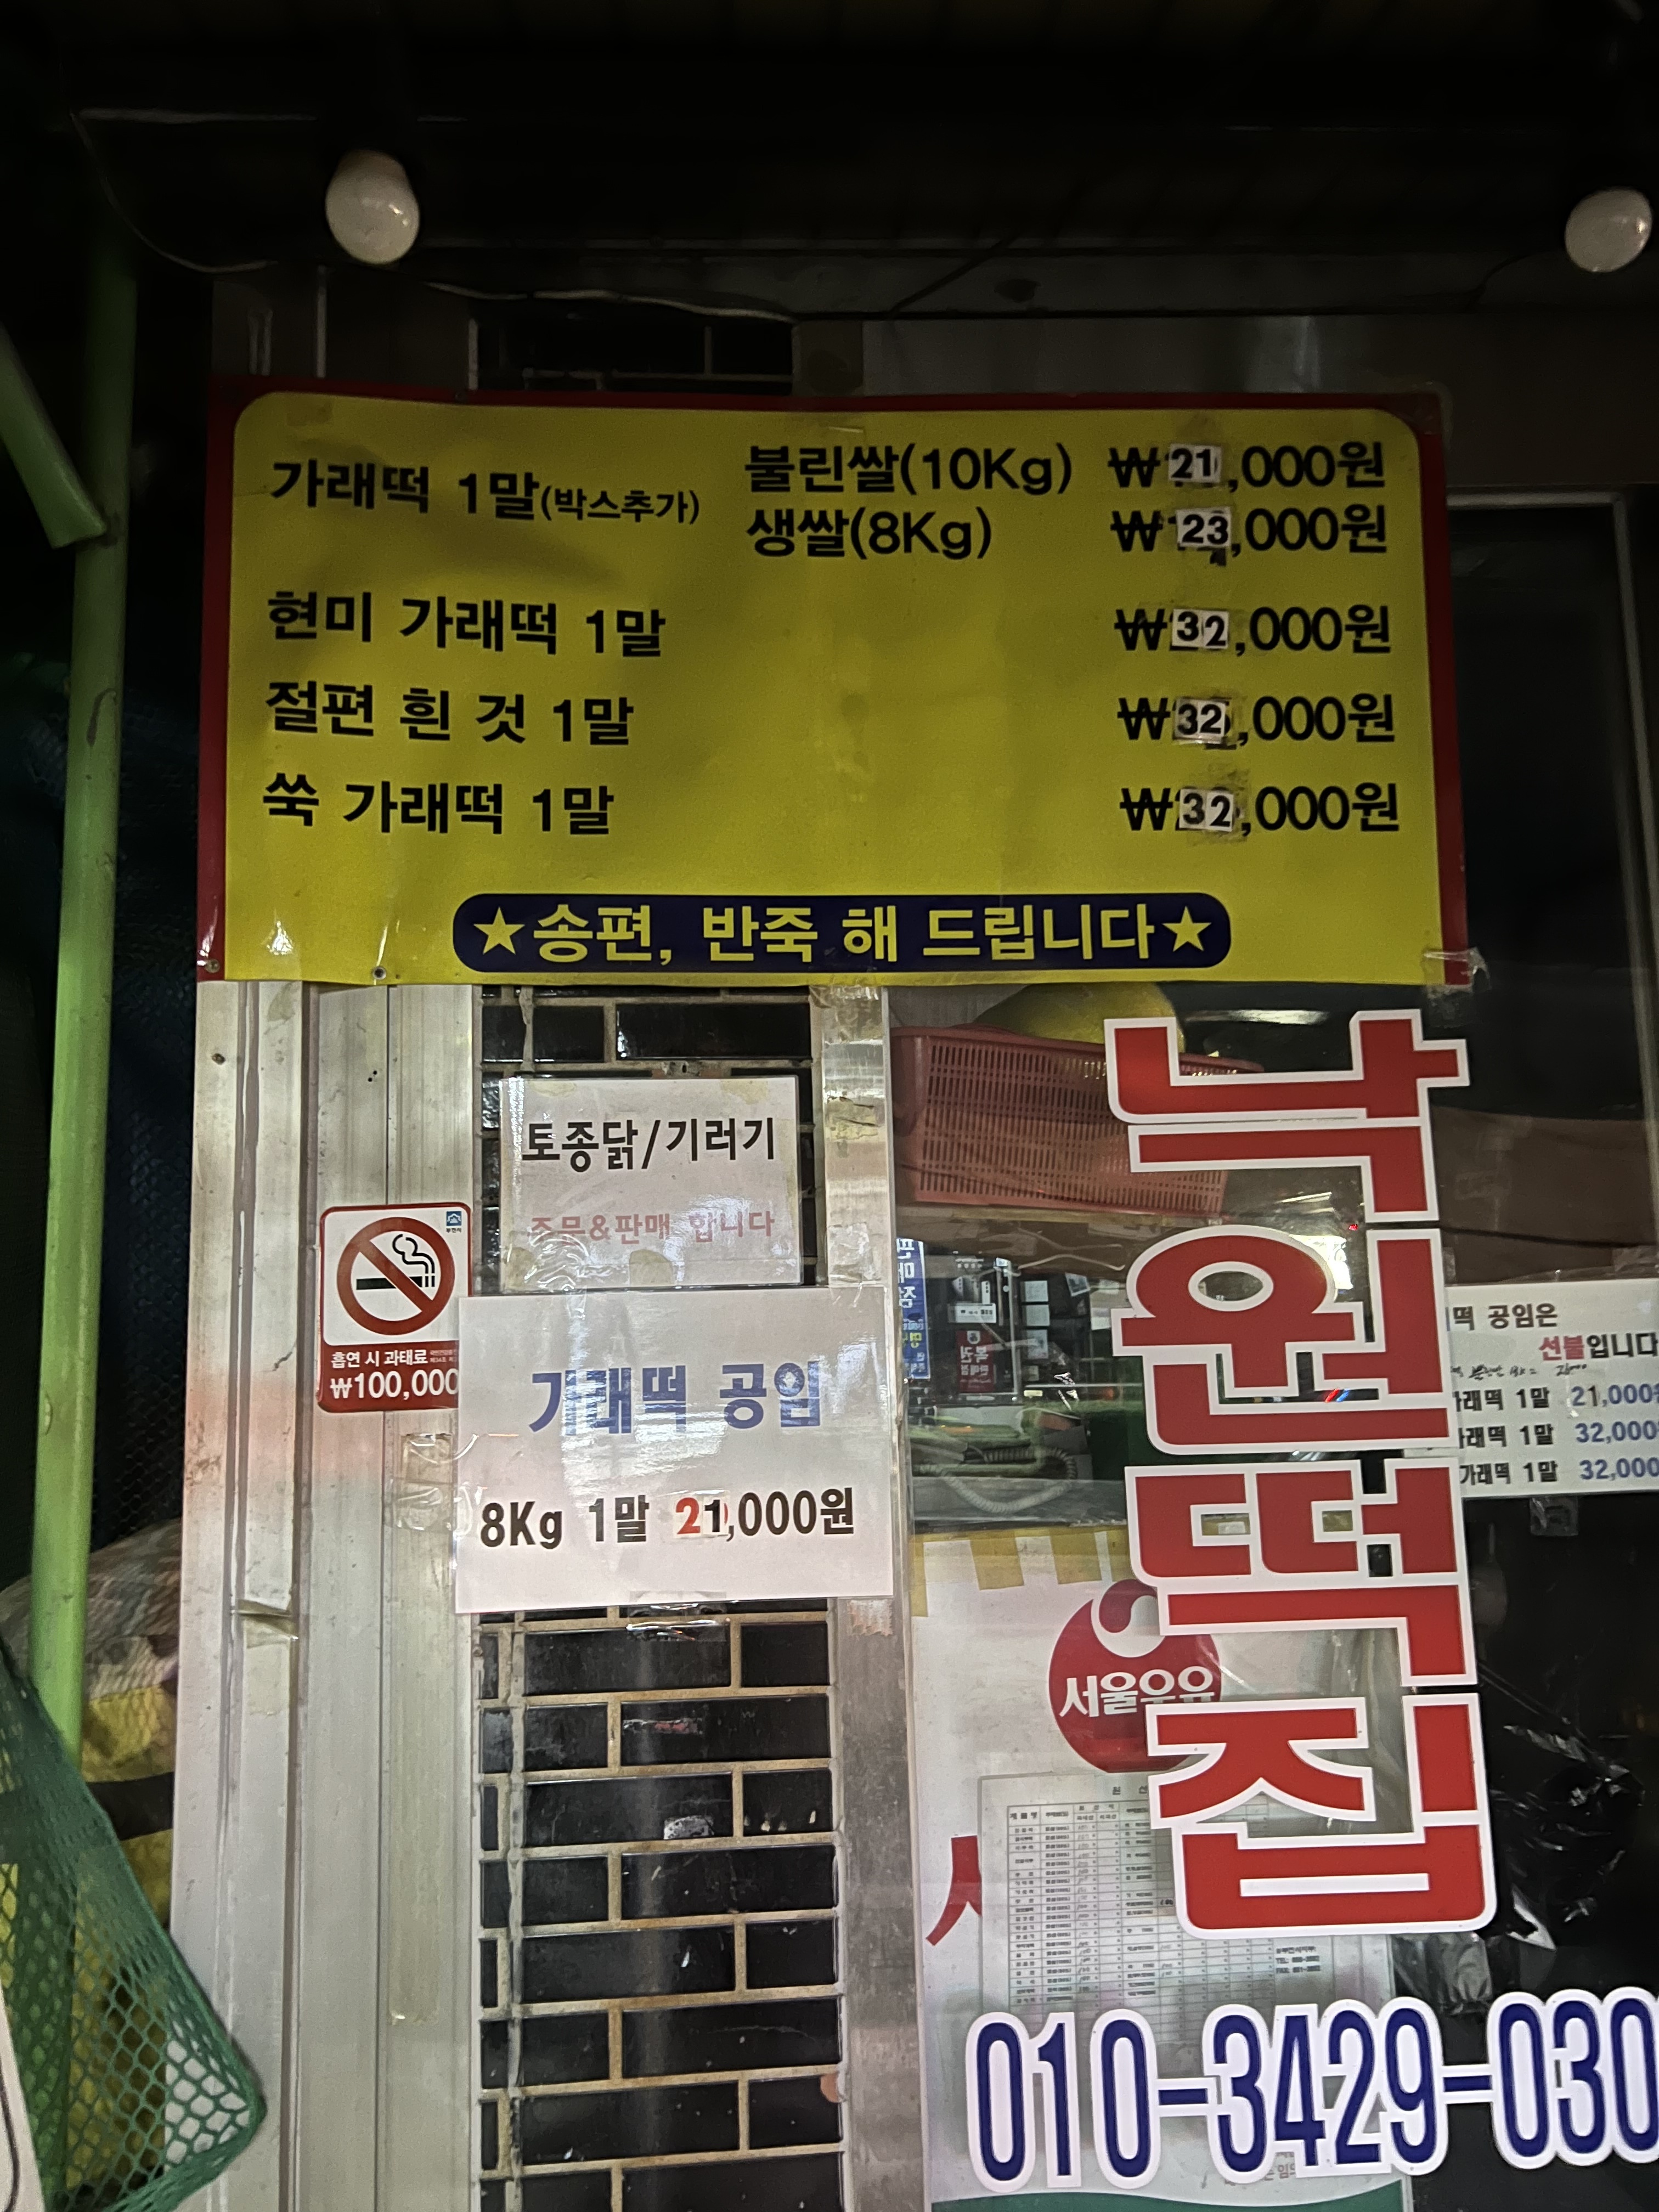 가래떡 1말(박스추가) 불린쌀(10Kg) ₩21,000원
생쌀(8Kg) ₩23,000원
현미 가래떡 1말 ₩32,000원
절편 흰 것 1말 ₩32,000원
쑥 가래떡 1말 ₩32,000원
★송편, 반죽 해 드립니다★
토종닭/기러기
주문&판매 합니다
흡연 시 과태료
₩100,000
가래떡 공임
8Kg 1말 21,000원
낙원떡집
판매장
떡 공임은
선불입니다
가래떡 1말 21,000
가래떡 1말 32,000
가래떡 1말 32,000
서울우유
010-3429-030